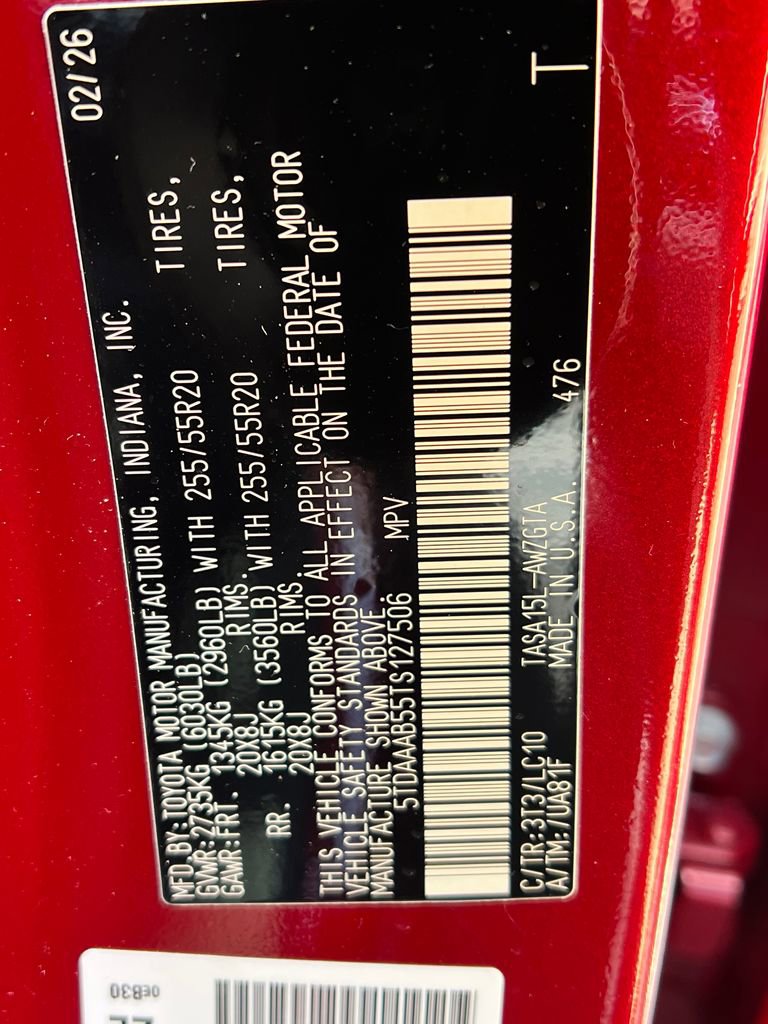 MFD.BY:TOYOTA MOTOR MANUFACTURING, INDIANA, INC. 02/26
GVWR:2735KG (6030LB)
GAWR:FRT. 1345KG (2960LB) WITH 255/55R20 TIRES,
20X8J RIMS.
RR. 1615KG (3560LB) WITH 255/55R20 TIRES,
20X8J RIMS.
THIS VEHICLE CONFORMS TO ALL APPLICABLE FEDERAL MOTOR
VEHICLE SAFETY STANDARDS IN EFFECT ON THE DATE OF
MANUFACTURE SHOWN ABOVE.
5TDAAAB55TS127506 MPV
C/TR:3T3/LC10 TASA15L-AWZGTA 476 T
A/TM:/UA81F MADE IN U.S.A.
0EB30